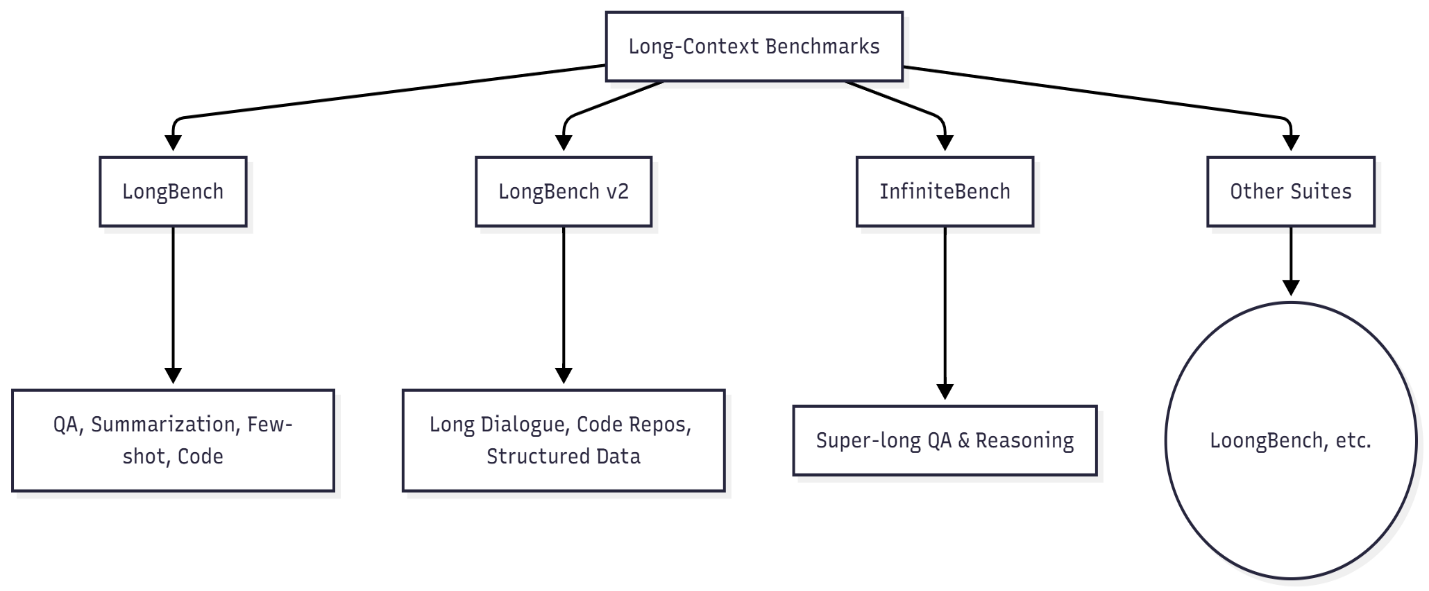 Long-Context Benchmarks
LongBench
LongBench v2
InfiniteBench
Other Suites
QA, Summarization, Few-
shot, Code
Long Dialogue, Code Repos,
Structured Data
Super-long QA & Reasoning
LoongBench, etc.